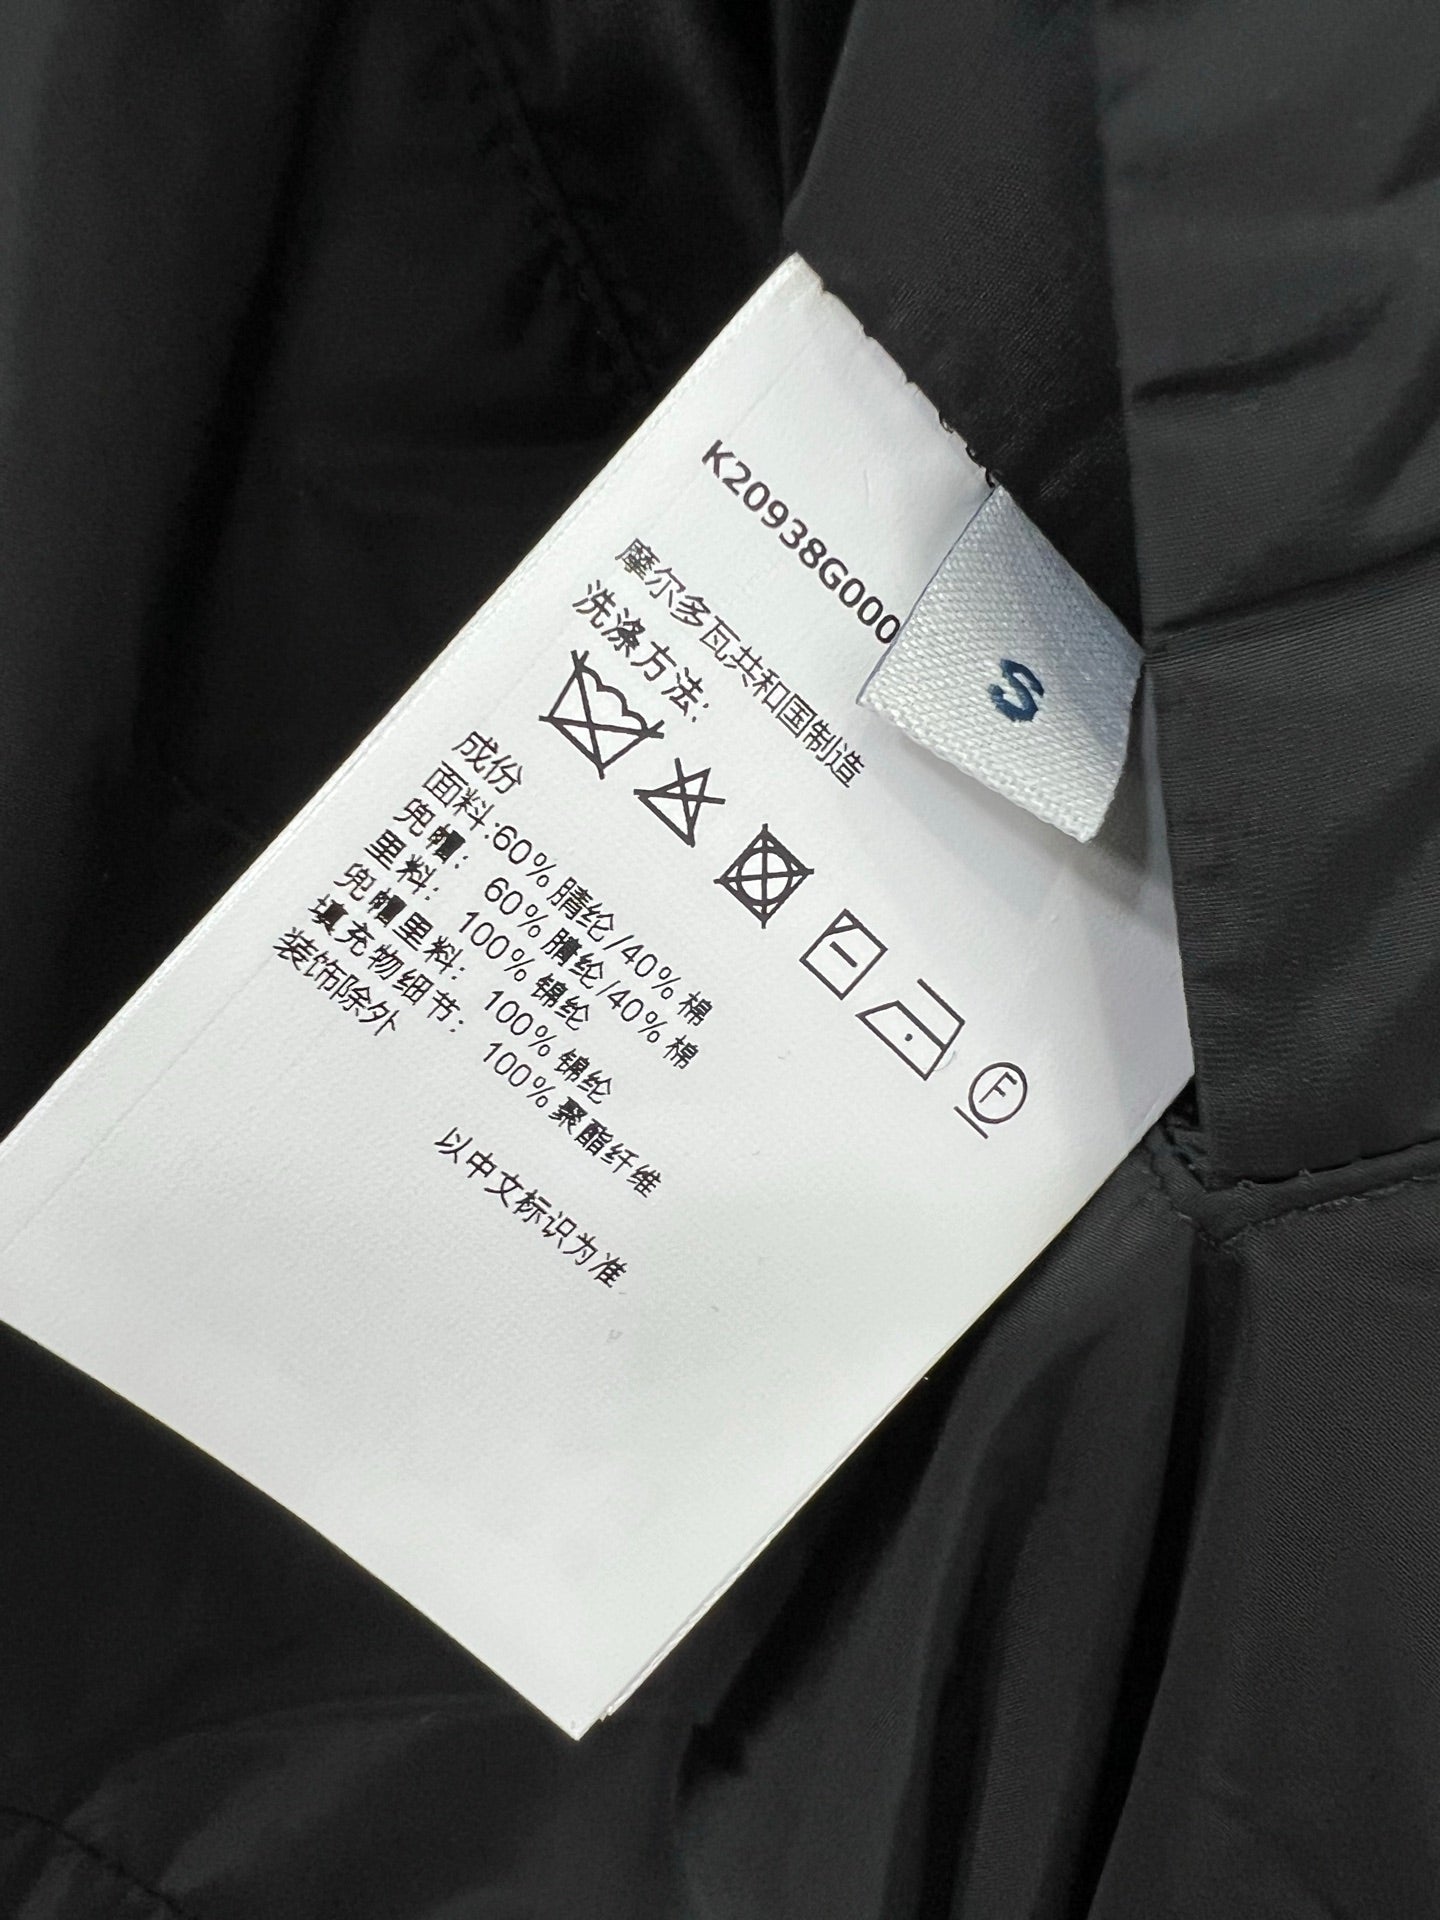 K20938G000
S
摩尔多瓦共和国制造
洗涤方法:
成份
面料:60% 腈纶/40% 棉
兜帽: 60% 腈纶/40% 棉
里料: 100% 锦纶
兜帽里料: 100% 锦纶
填充物细节: 100% 聚酯纤维
装饰除外
以中文标识为准
F